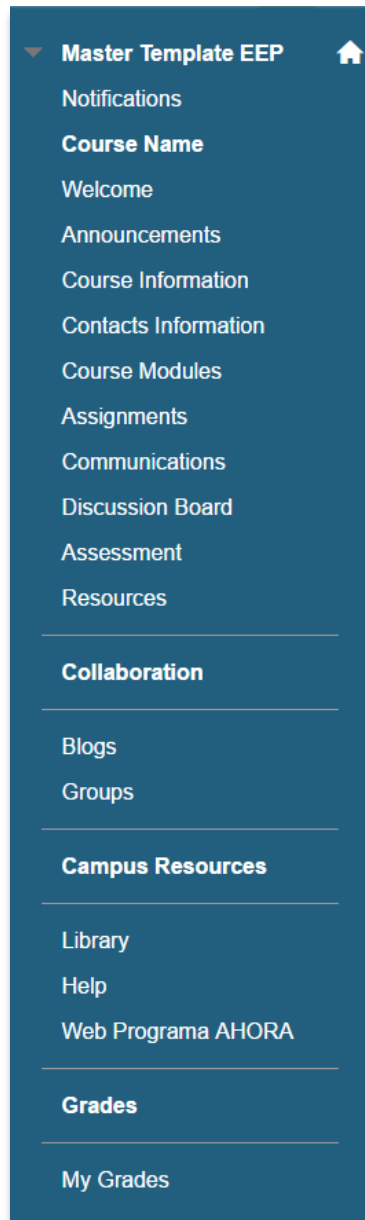 Master Template EEP
Notifications
Course Name
Welcome
Announcements
Course Information
Contacts Information
Course Modules
Assignments
Communications
Discussion Board
Assessment
Resources
Collaboration
Blogs
Groups
Campus Resources
Library
Help
Web Programa AHORA
Grades
My Grades